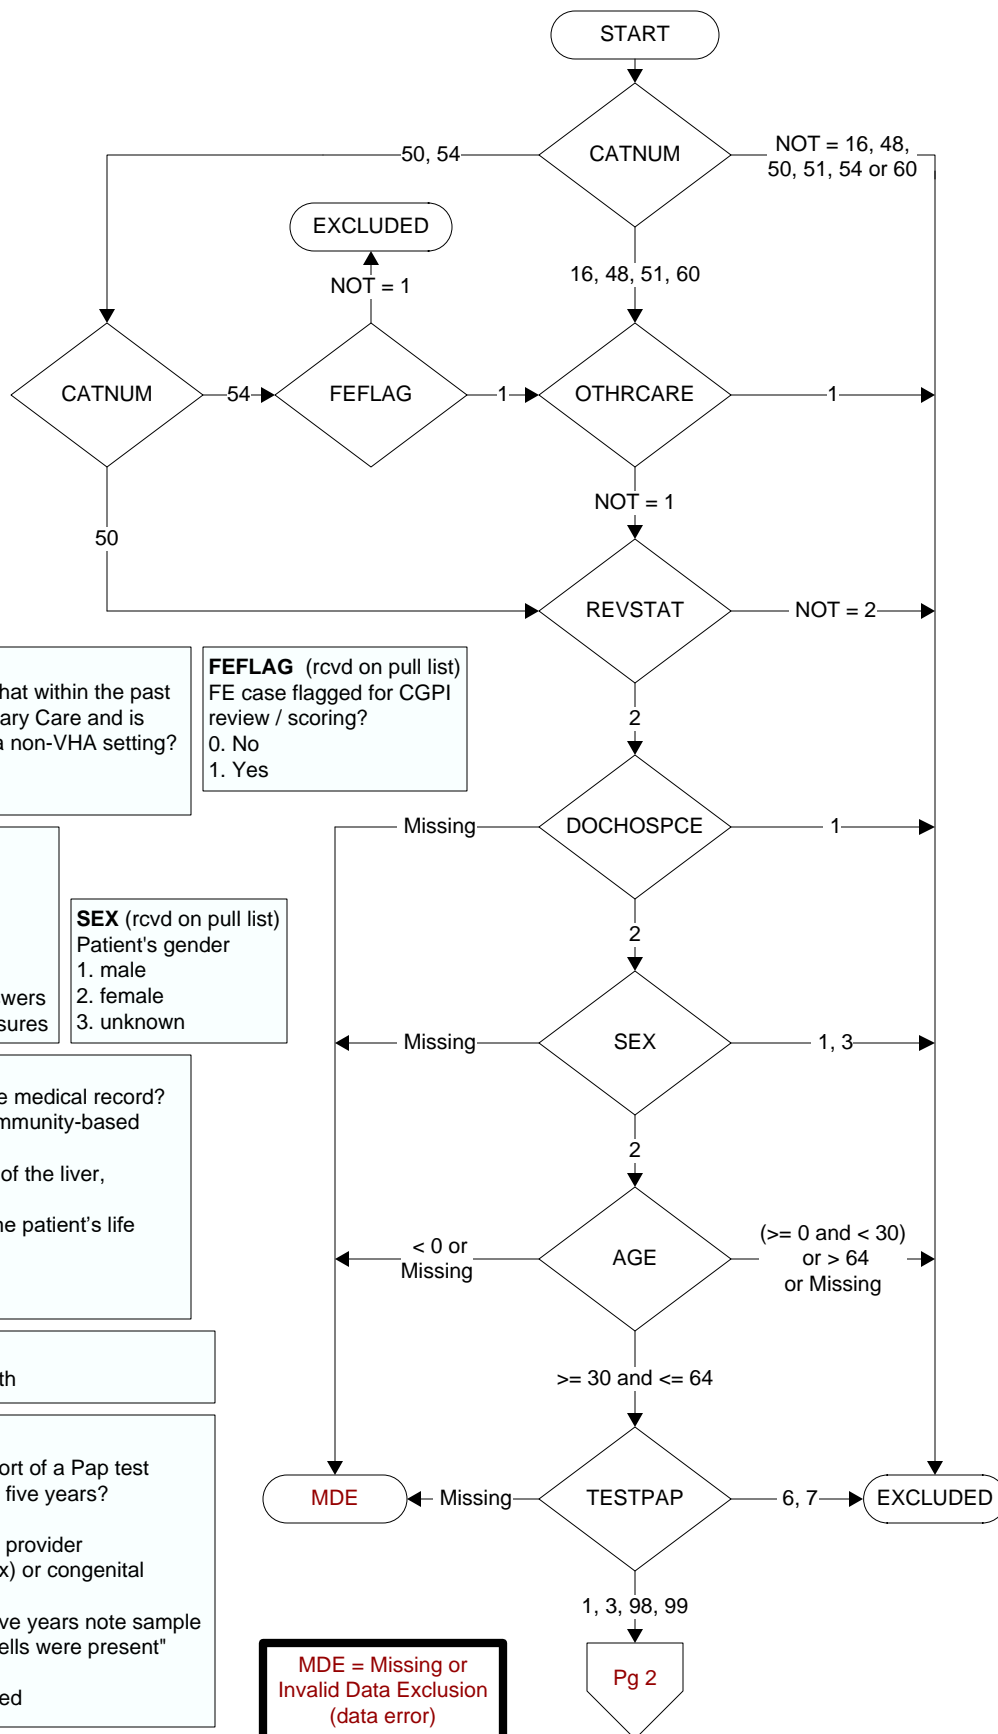 START
CATNUM
50, 54
NOT = 16, 48,
50, 51, 54 or 60
EXCLUDED
NOT = 1
16, 48, 51, 60
CATNUM
54
FEFLAG
1
OTHRCARE
1
NOT = 1
50
REVSTAT
NOT = 2
hat within the past
ary Care and is
a non-VHA setting?
FEFLAG (rcvd on pull list)
FE case flagged for CGPI
review / scoring?
0. No
1. Yes
2
Missing
DOCHOSPCE
1
wers
sures
SEX (rcvd on pull list)
Patient's gender
1. male
2. female
3. unknown
2
Missing
SEX
1, 3
e medical record?
mmunity-based
of the liver,
ne patient's life
2
< 0 or
Missing
AGE
(>= 0 and < 30)
or > 64
or Missing
th
>= 30 and <= 64
ort of a Pap test
five years?
provider
x) or congenital
ve years note sample
ells were present"
ed
MDE
Missing
TESTPAP
6, 7
EXCLUDED
1, 3, 98, 99
MDE = Missing or
Invalid Data Exclusion
(data error)
Pg 2